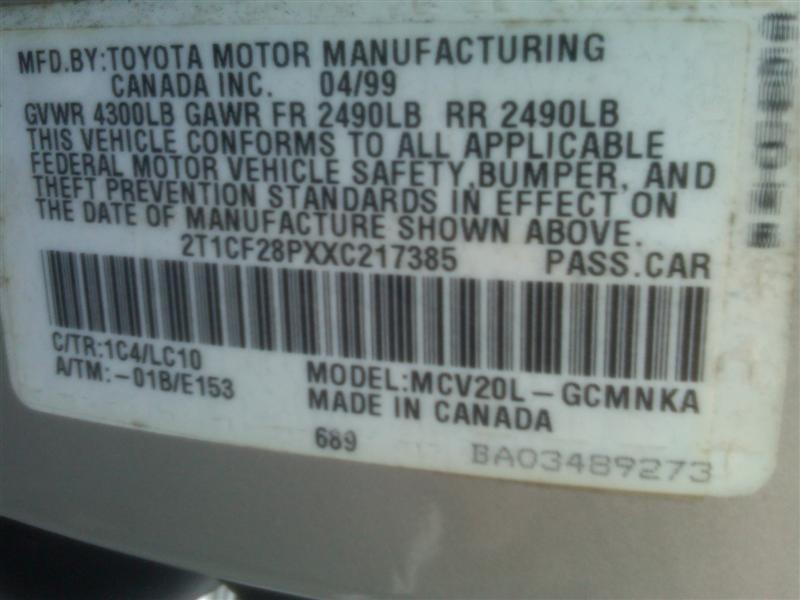 MFD.BY:TOYOTA MOTOR MANUFACTURING
CANADA INC. 04/99
GVWR 4300LB GAWR FR 2490LB RR 2490LB
THIS VEHICLE CONFORMS TO ALL APPLICABLE
FEDERAL MOTOR VEHICLE SAFETY,BUMPER, AND
THEFT PREVENTION STANDARDS IN EFFECT ON
THE DATE OF MANUFACTURE SHOWN ABOVE.
2T1CF28PXXC217385 PASS.CAR
C/TR:1C4/LC10
A/TM:-01B/E153
MODEL:MCV20L-GCMNKA
MADE IN CANADA
689
BA03489273